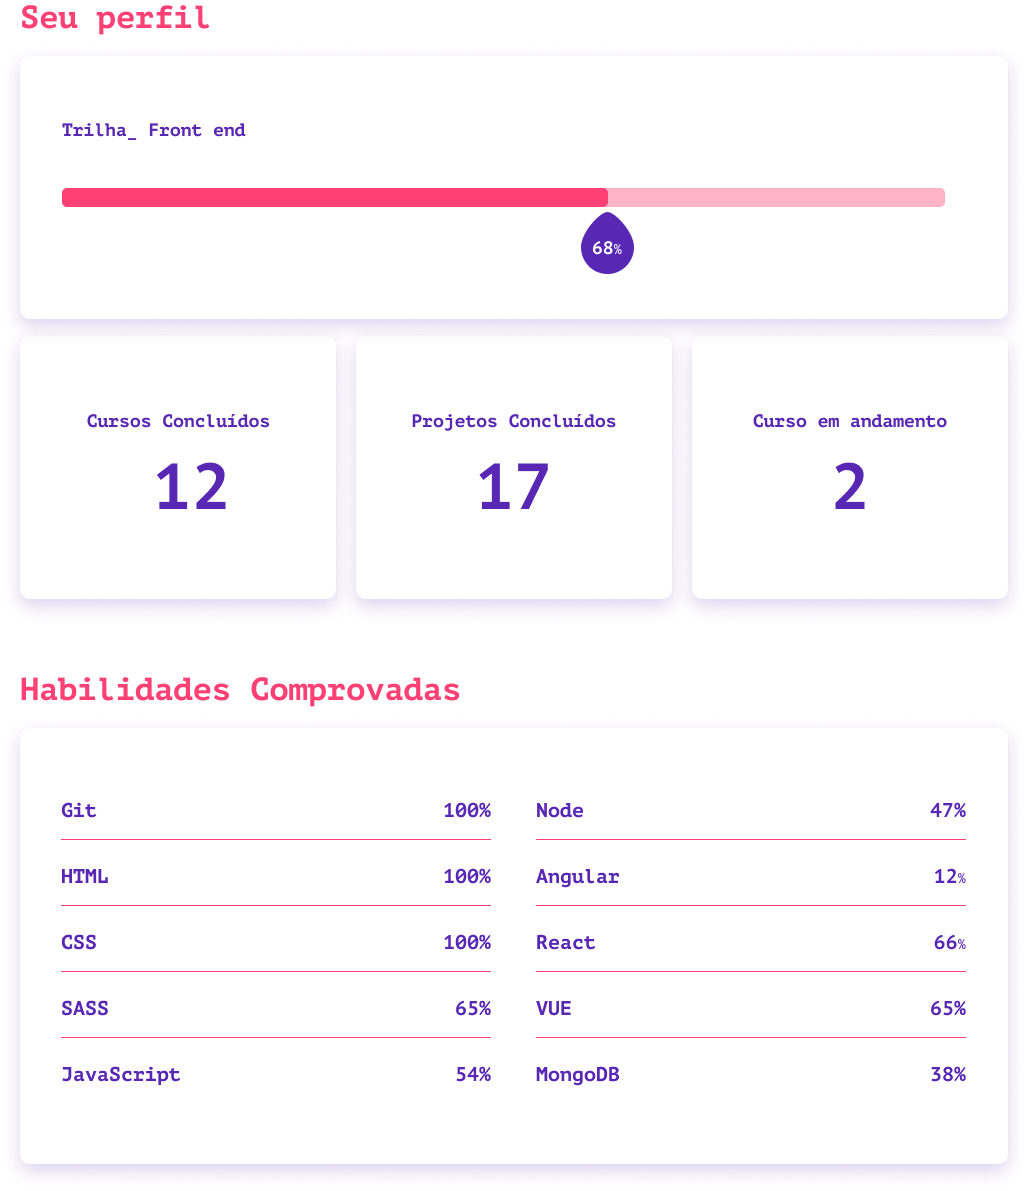 Seu perfil
Trilha_ Front end
68%
Cursos Concluídos
12
Projetos Concluídos
17
Curso em andamento
2
Habilidades Comprovadas
Git 100%
HTML 100%
CSS 100%
SASS 65%
JavaScript 54%
Node 47%
Angular 12%
React 66%
VUE 65%
MongoDB 38%